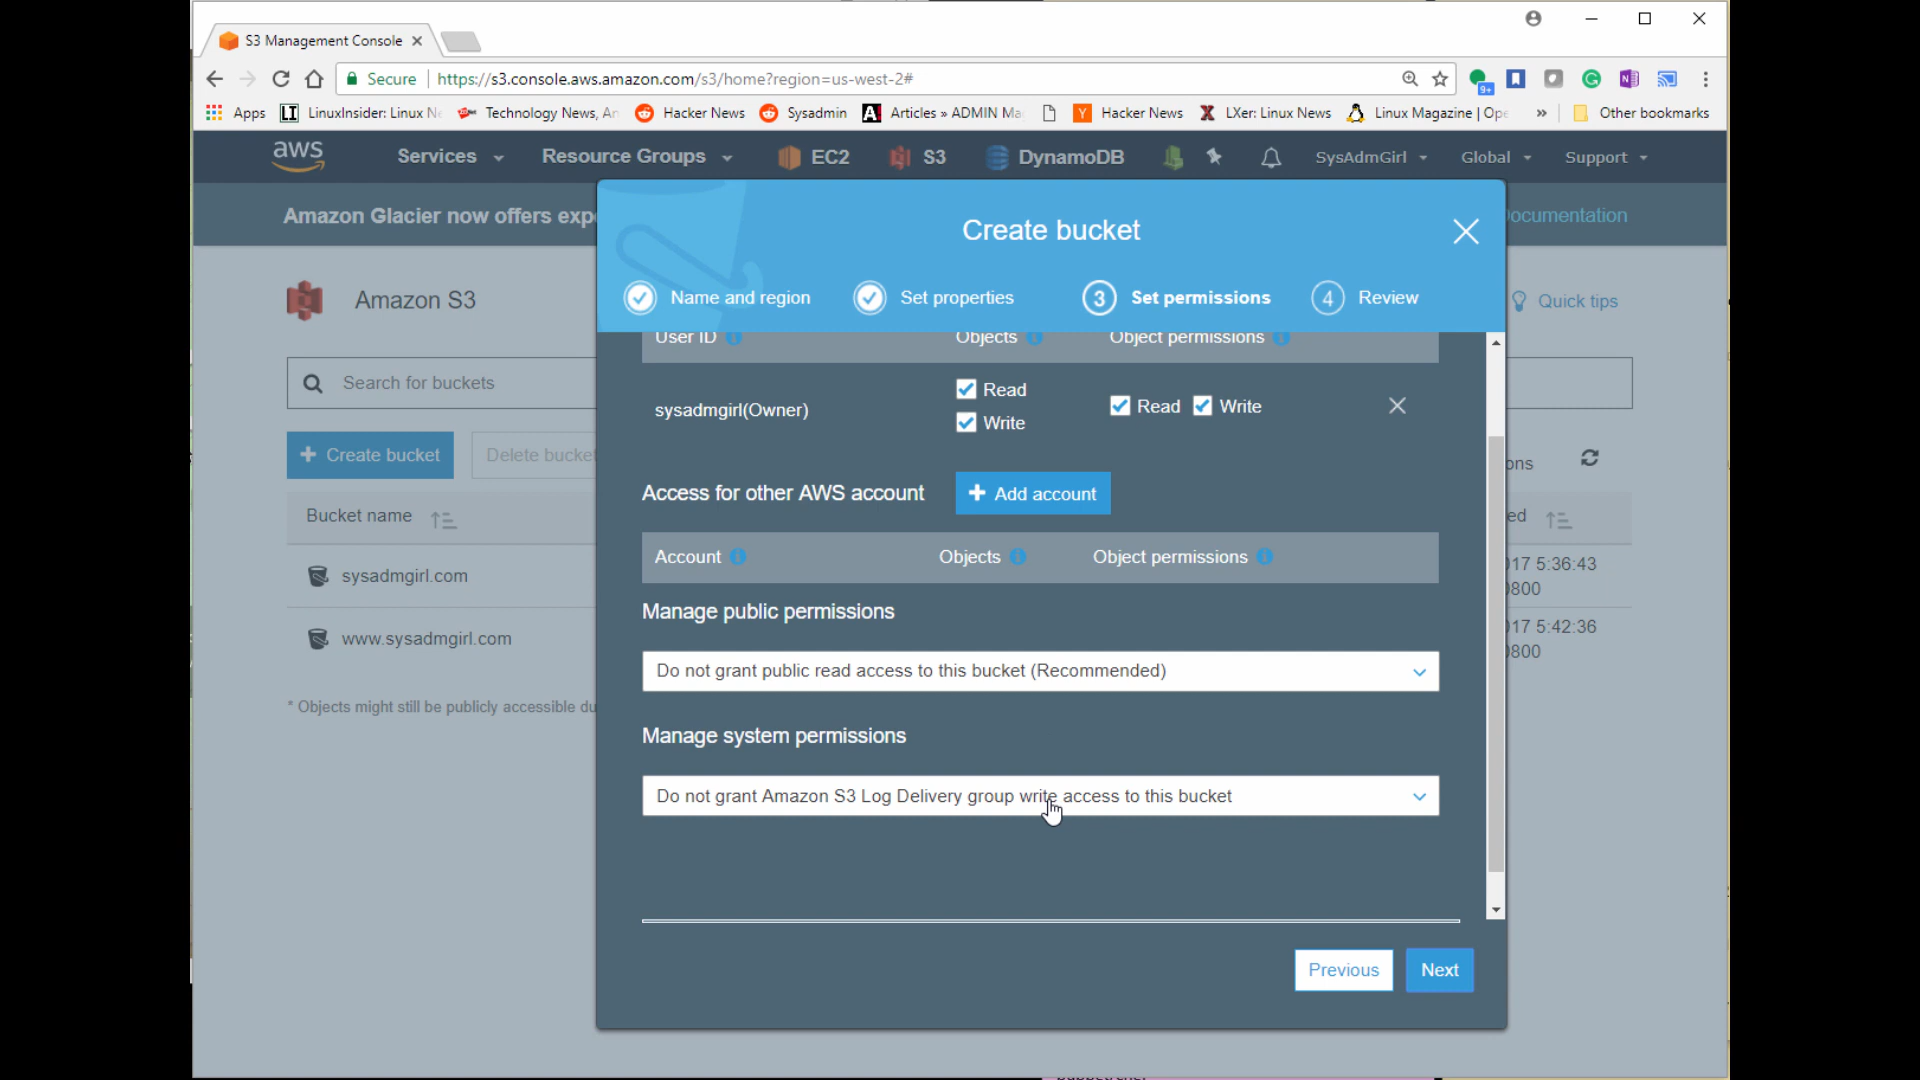 S3 Management Console
Secure https://s3.console.aws.amazon.com/s3/home?region=us-west-2#
9+
Apps LinuxInsider: Linux Ne Technology News, An Hacker News Sysadmin Articles » ADMIN Ma Hacker News LXer: Linux News Linux Magazine | Ope » Other bookmarks
aws Services Resource Groups EC2 S3 DynamoDB SysAdmGirl Global Support
Amazon Glacier now offers exp
Documentation
Create bucket
Name and region Set properties 3 Set permissions 4 Review
Amazon S3
Quick tips
User ID Objects Object permissions
Search for buckets
sysadmgirl(Owner) Read Write Read Write
Create bucket Delete bucket
ons
Access for other AWS account Add account
Bucket name
ed
Account Objects Object permissions
sysadmgirl.com
017 5:36:43
0800
Manage public permissions
www.sysadmgirl.com
017 5:42:36
0800
Do not grant public read access to this bucket (Recommended)
* Objects might still be publicly accessible du
Manage system permissions
Do not grant Amazon S3 Log Delivery group write access to this bucket
Previous Next